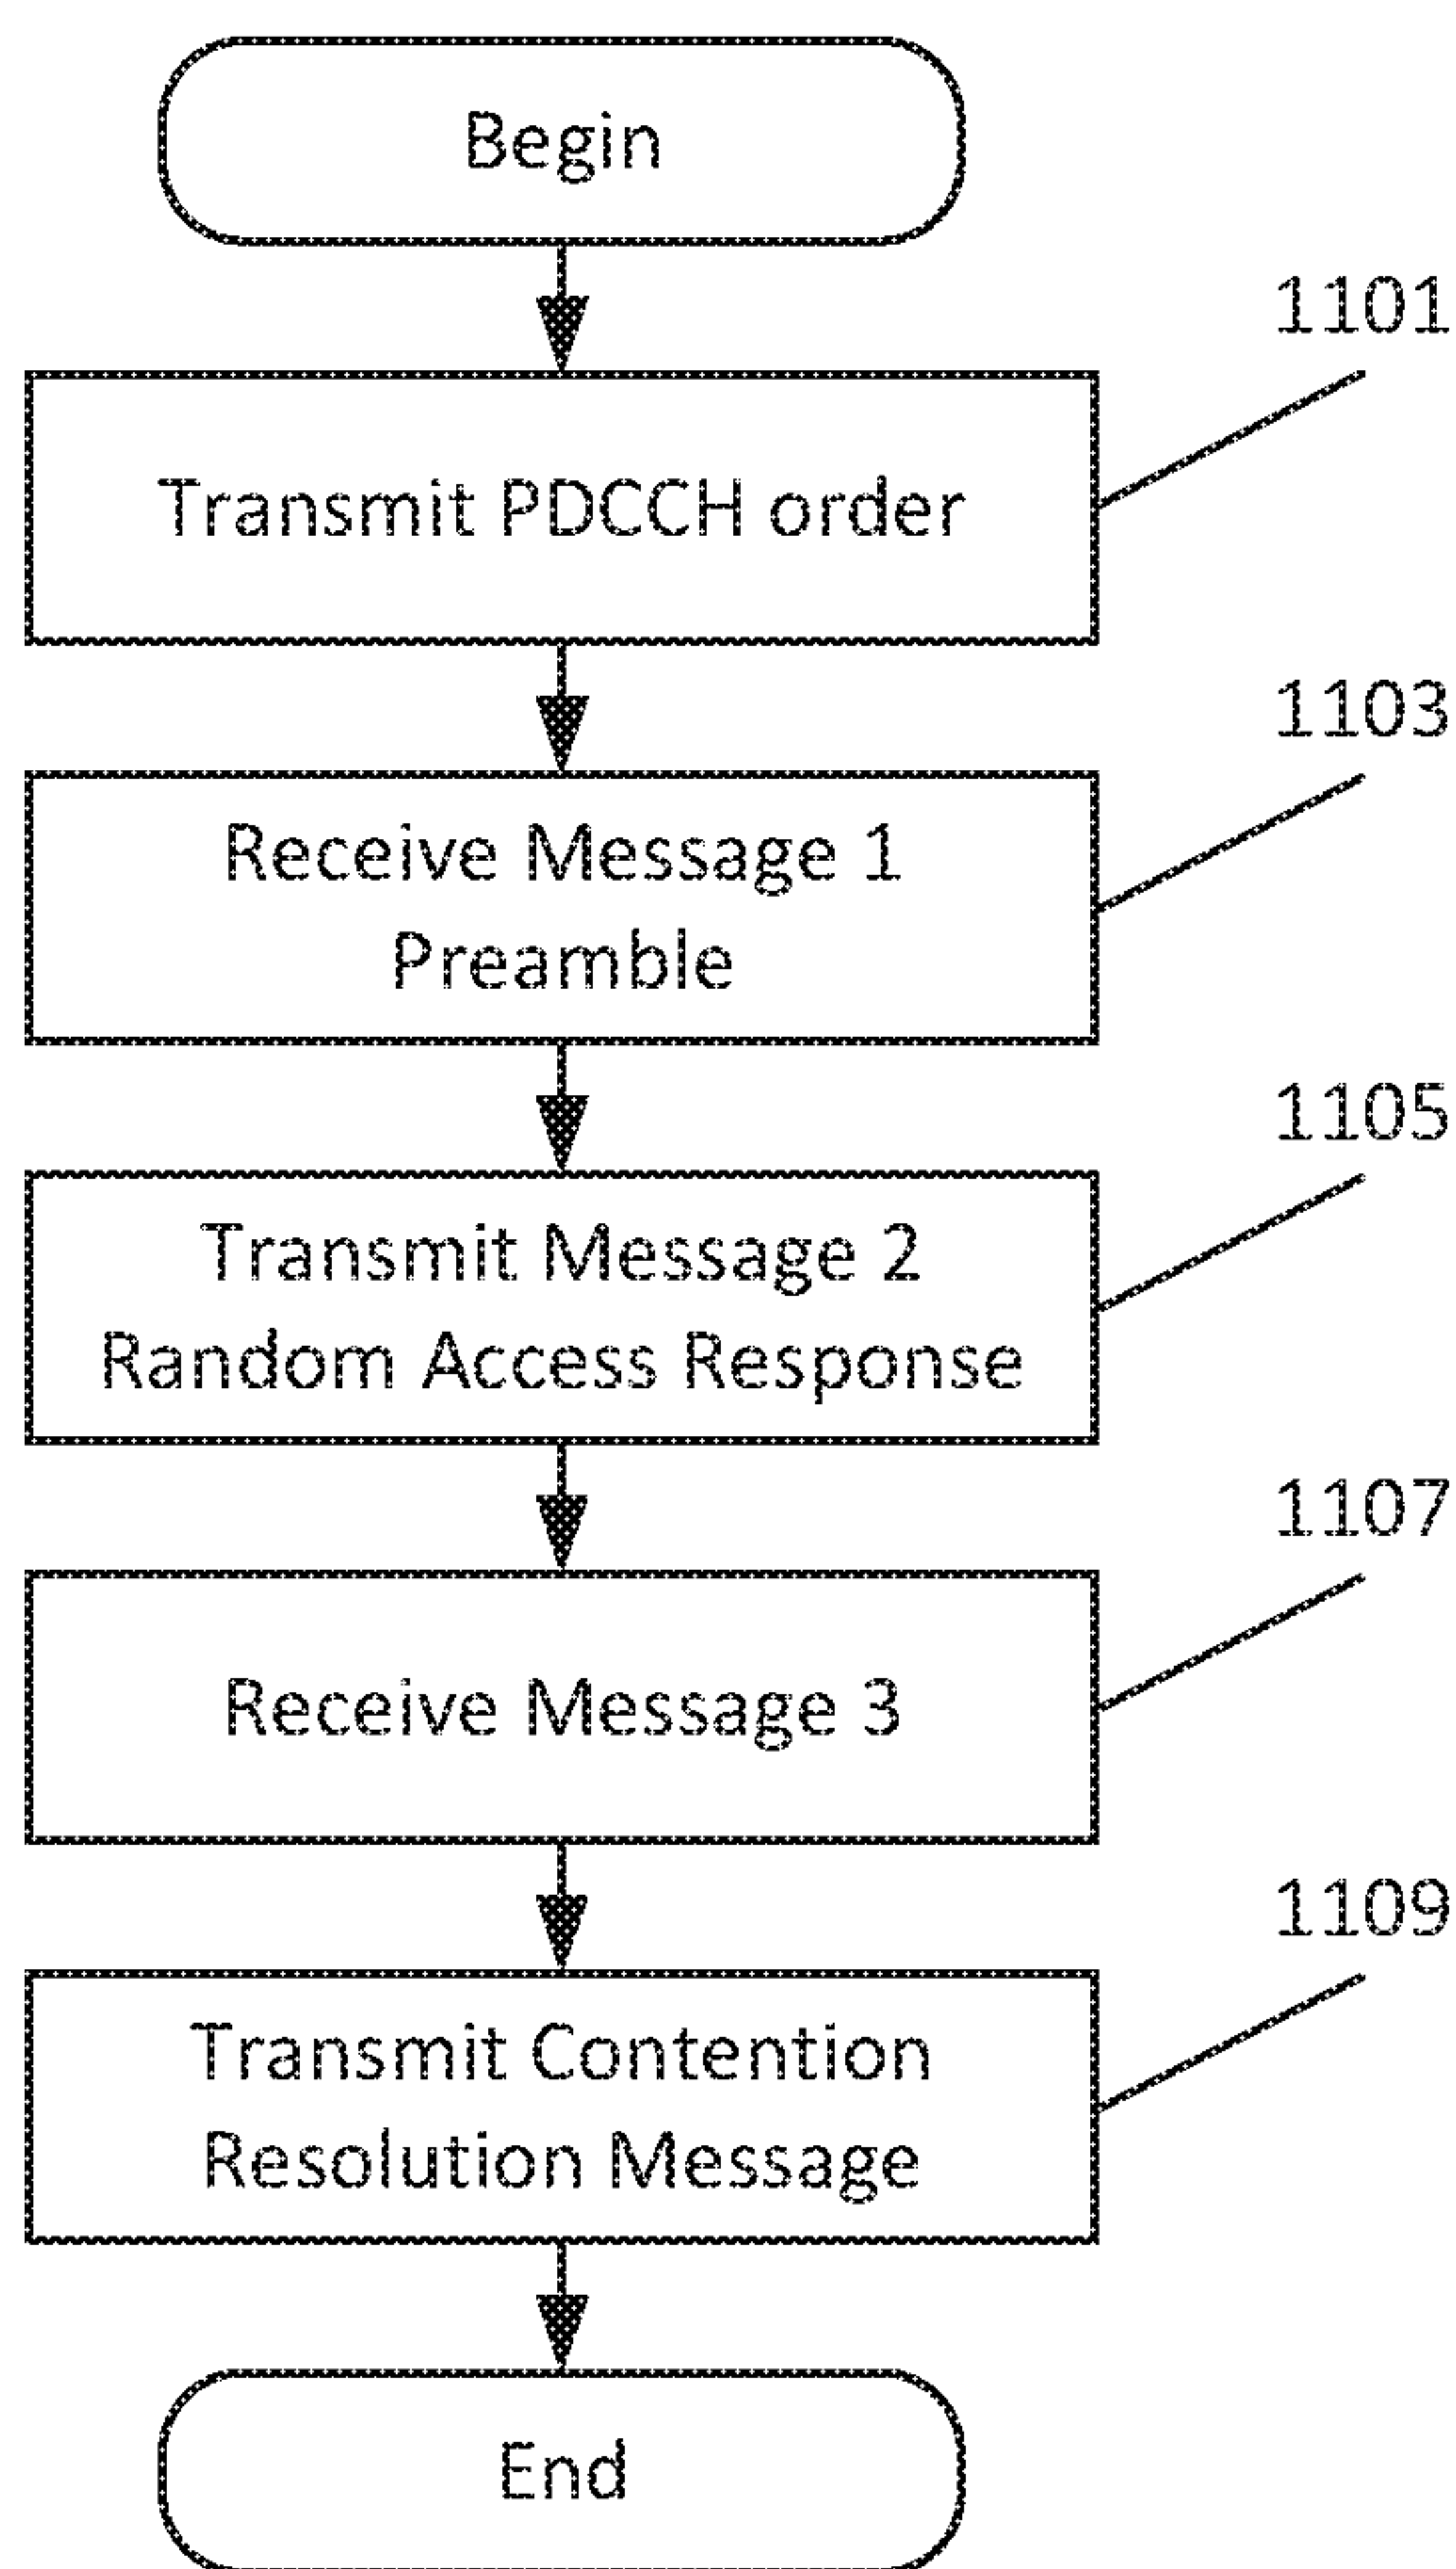 Begin
1101
Transmit PDCCH order
1103
Receive Message 1
Preamble
1105
Transmit Message 2
Random Access Response
1107
Receive Message 3
1109
Transmit Contention
Resolution Message
End